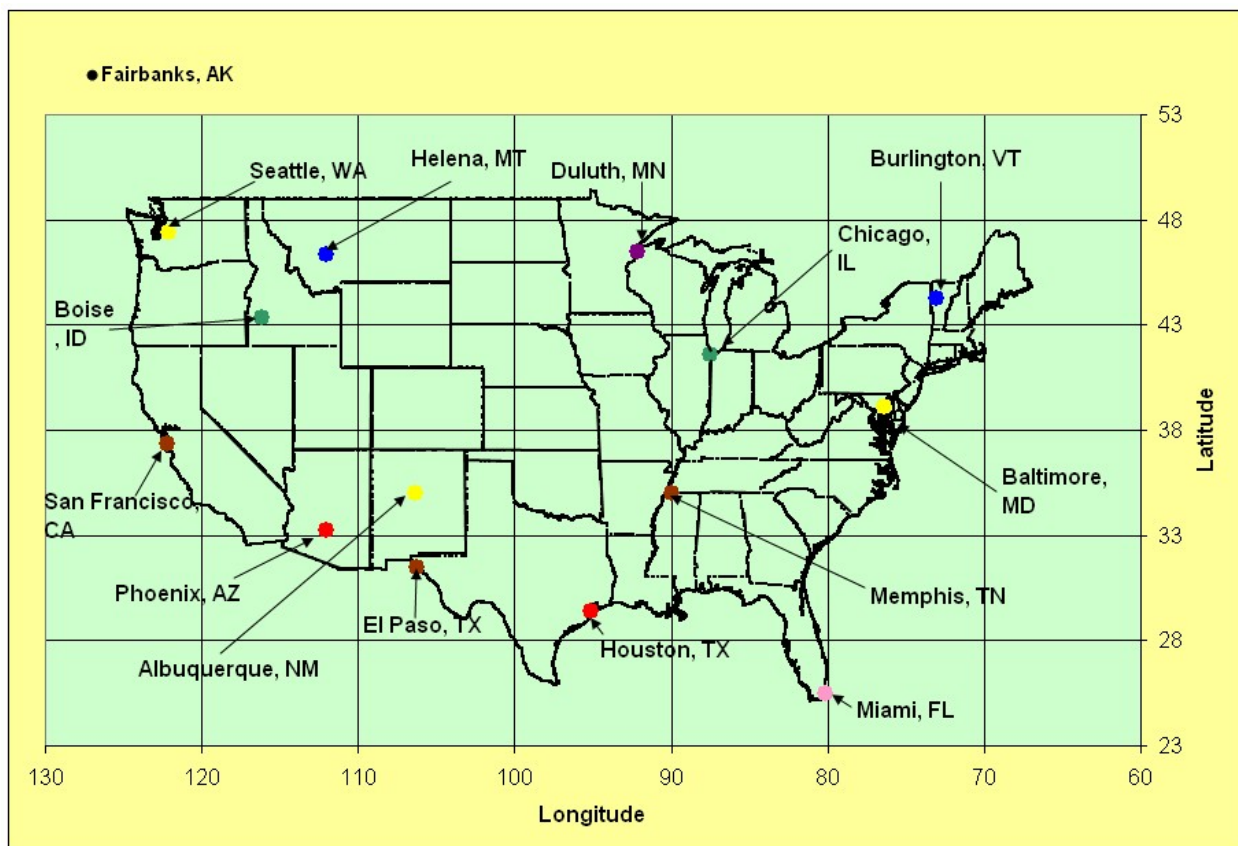 Fairbanks, AK
53
Seattle, WA
Helena, MT
Duluth, MN
Burlington, VT
48
Chicago,
IL
Boise
, ID
43
38
Latitude
San Francisco,
CA
Baltimore,
MD
33
Phoenix, AZ
El Paso, TX
Memphis, TN
Albuquerque, NM
Houston, TX
28
Miami, FL
23
130
120
110
100
90
80
70
60
Longitude